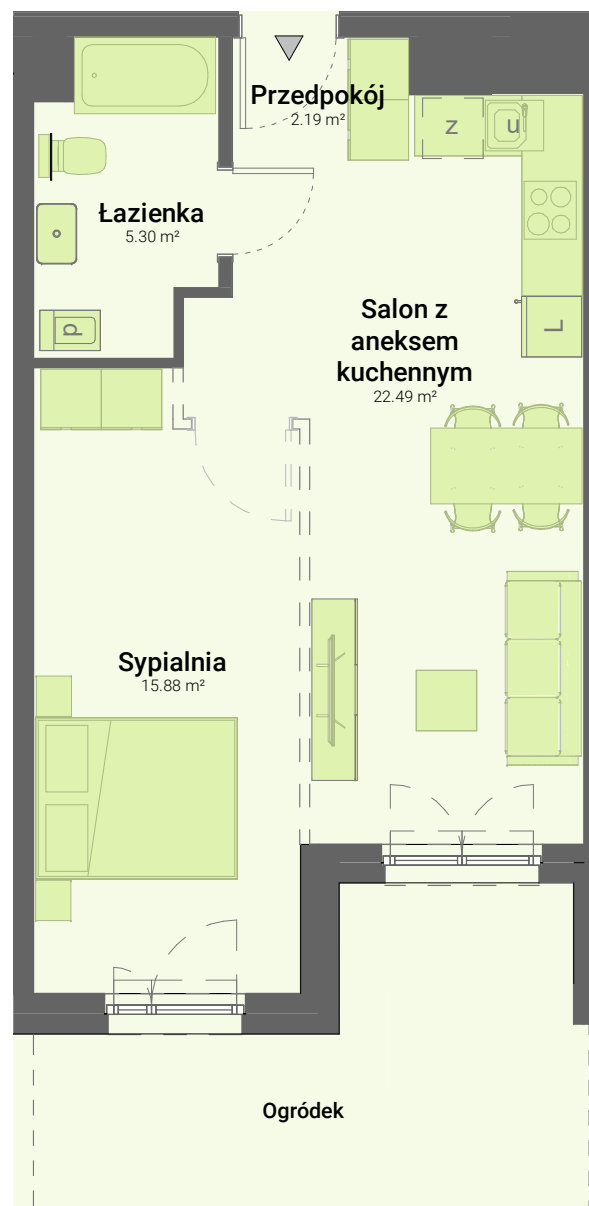 Przedpokój
2.19 m²
z
u
Łazienka
5.30 m²
p
Salon z
aneksem
kuchennym
22.49 m²
L
Sypialnia
15.88 m²
Ogródek